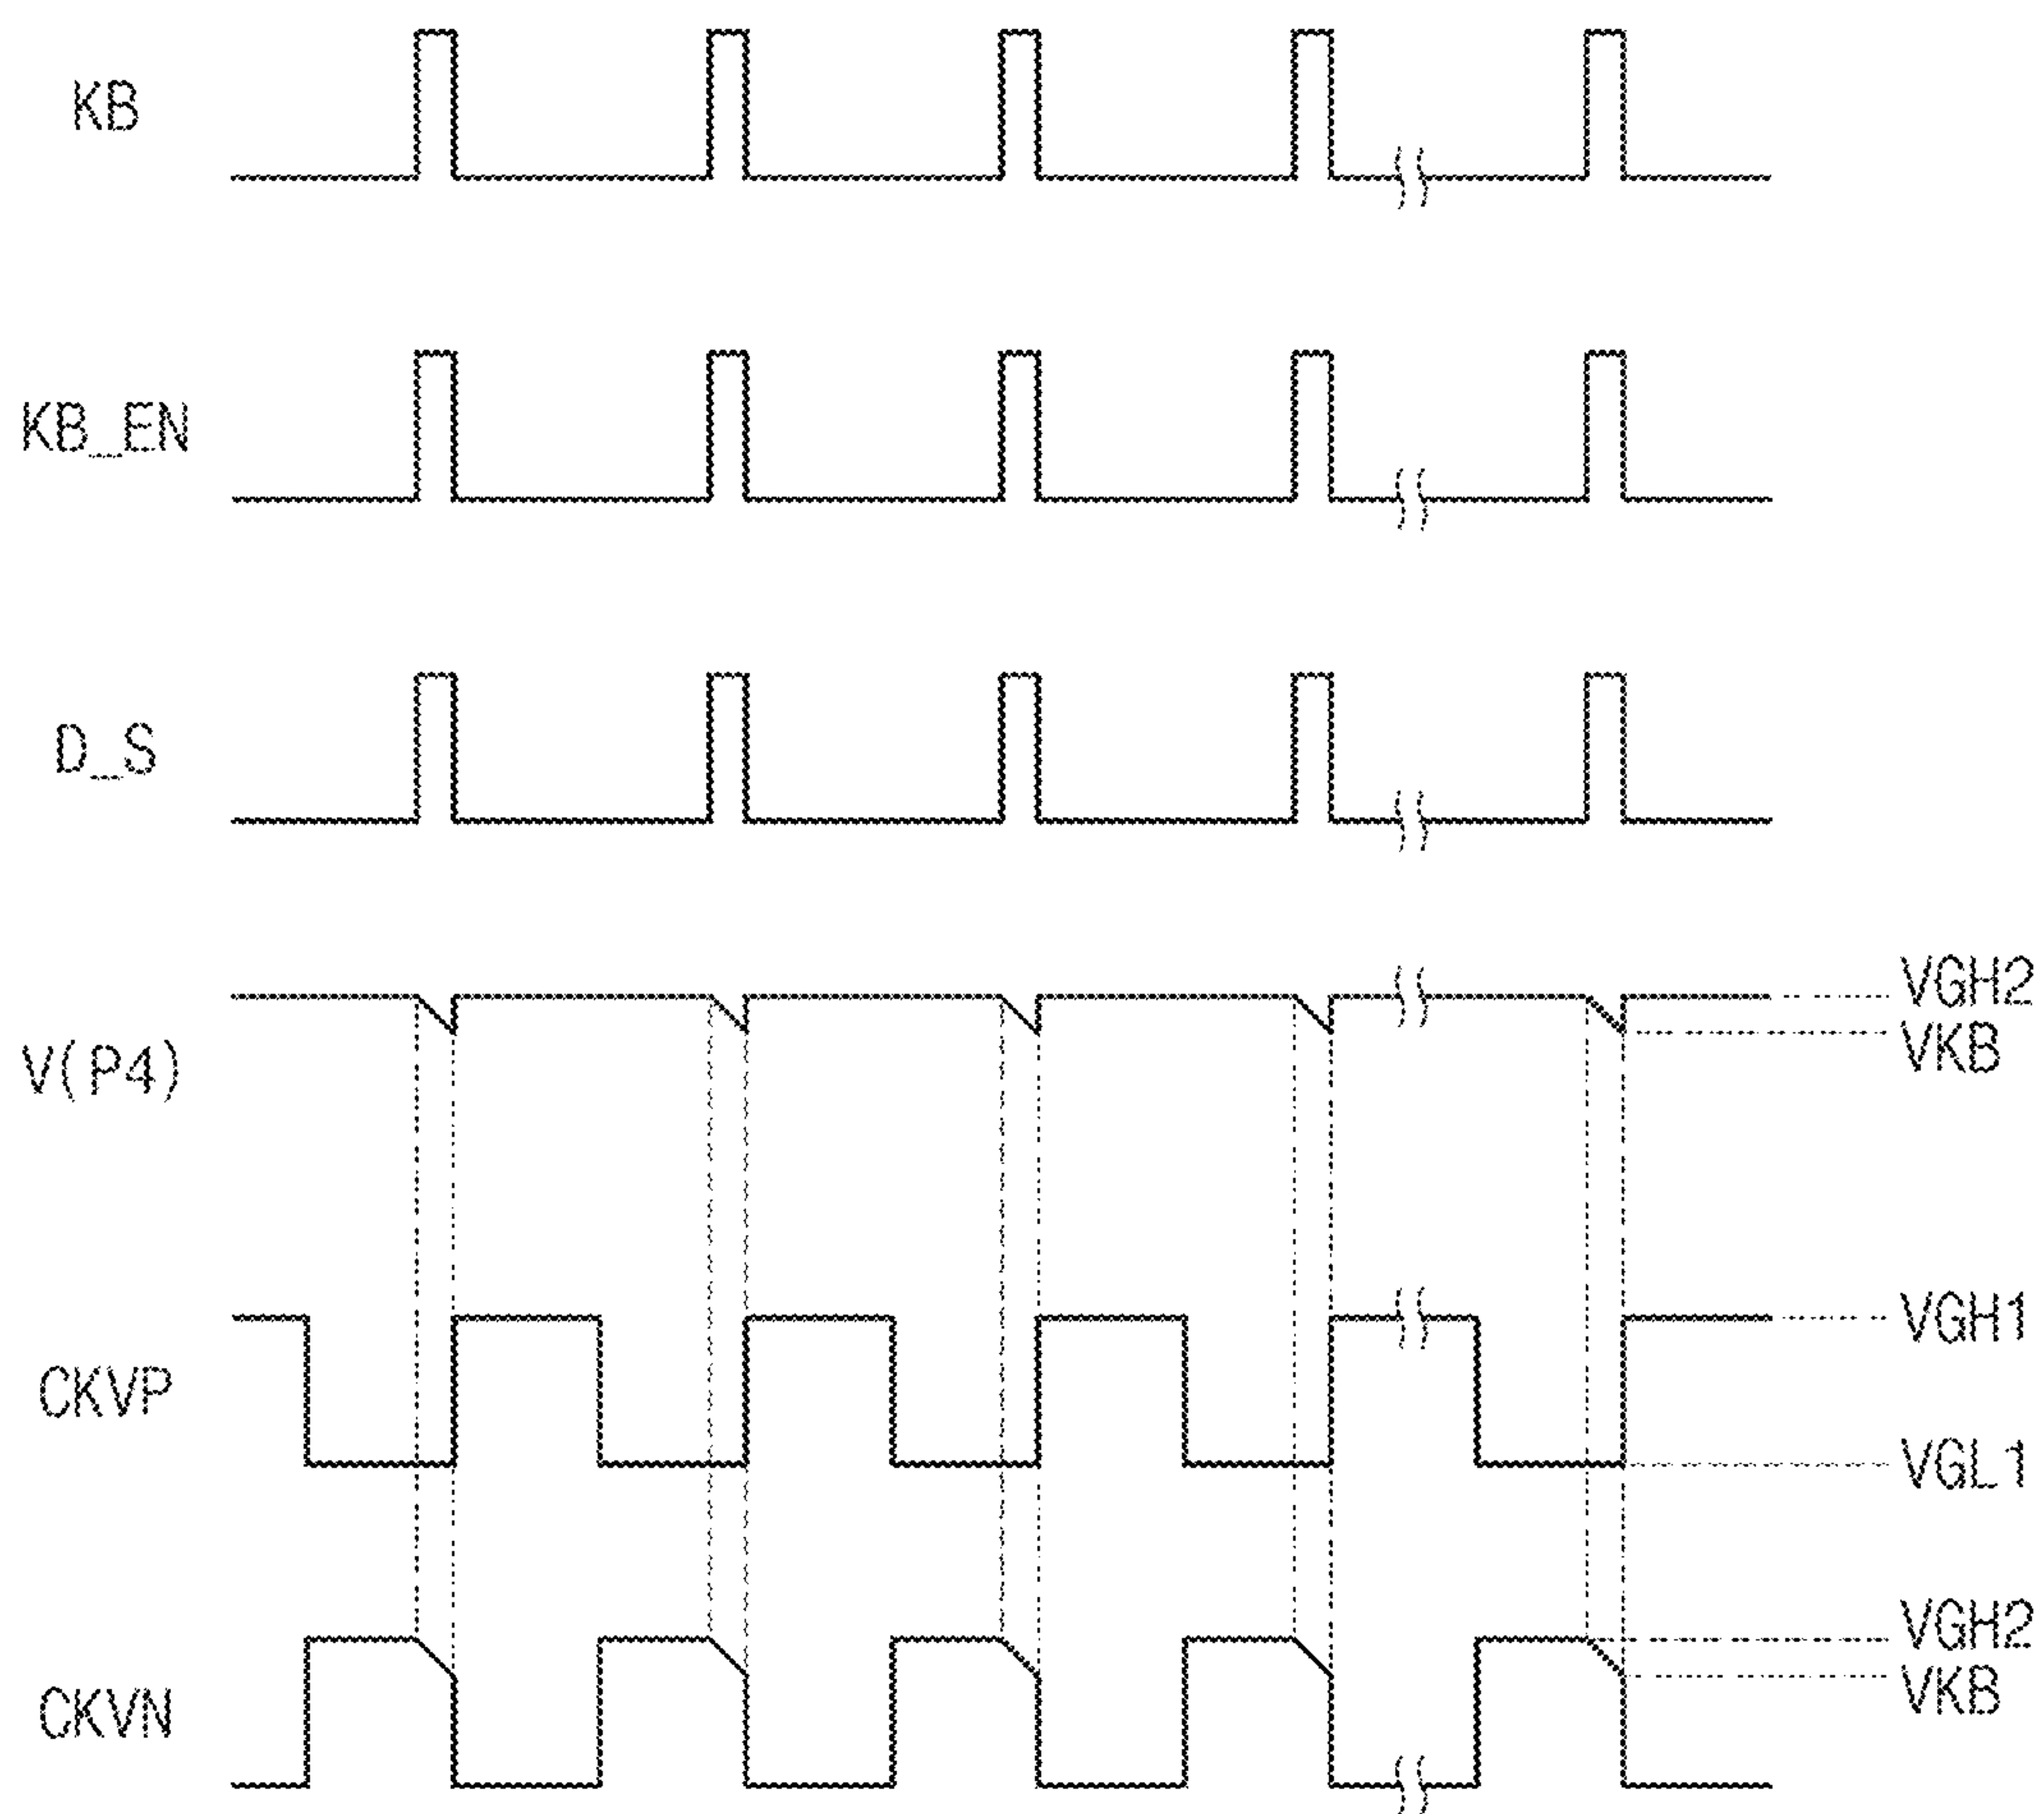 KB
KB_EN
D_S
VGH2
VKB
V(P4)
VGH1
CKVP
VGL1
VGH2
VKB
CKVN